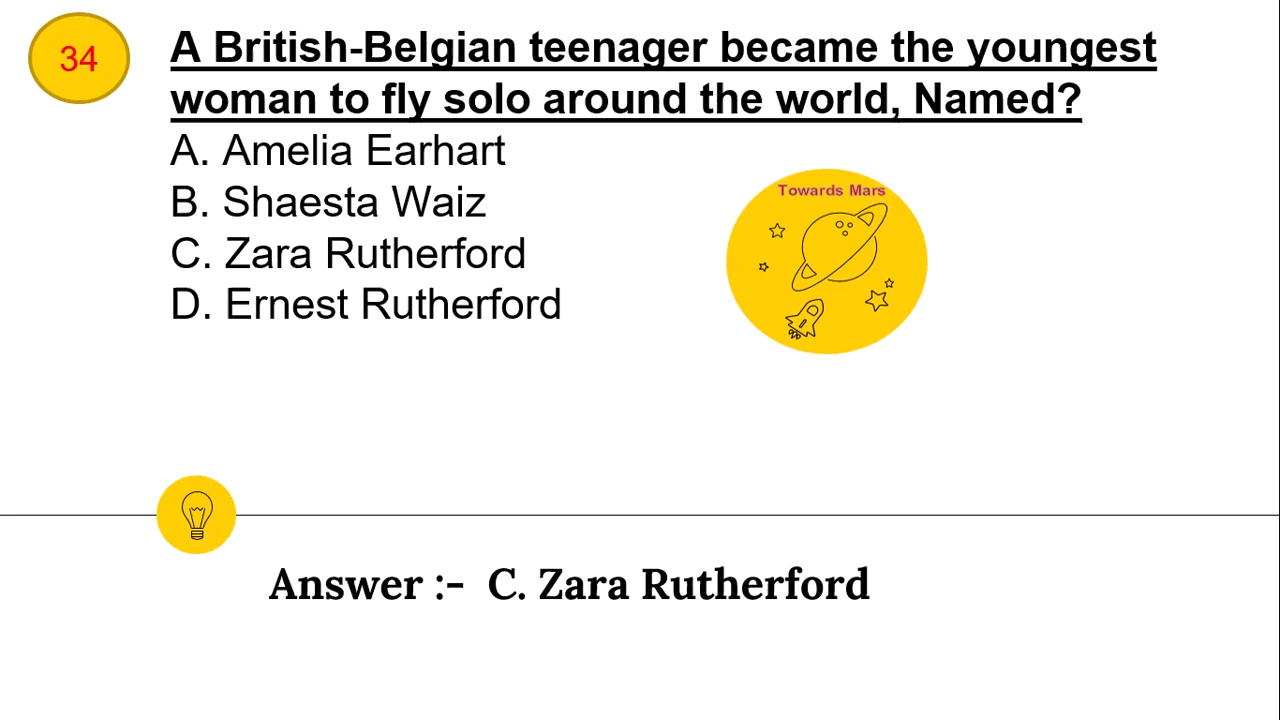 34
A British-Belgian teenager became the youngest
woman to fly solo around the world, Named?
A. Amelia Earhart
B. Shaesta Waiz
C. Zara Rutherford
D. Ernest Rutherford
Towards Mars
Answer :- C. Zara Rutherford